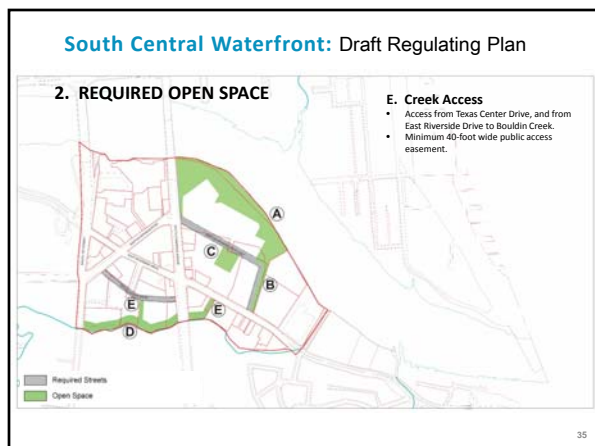 South Central Waterfront: Draft Regulating Plan
2. REQUIRED OPEN SPACE
E. Creek Access
• Access from Texas Center Drive, and from
East Riverside Drive to Bouldin Creek.
• Minimum 40-foot wide public access
easement.
A
C
B
E
E
D
Required Streets
Open Space
35